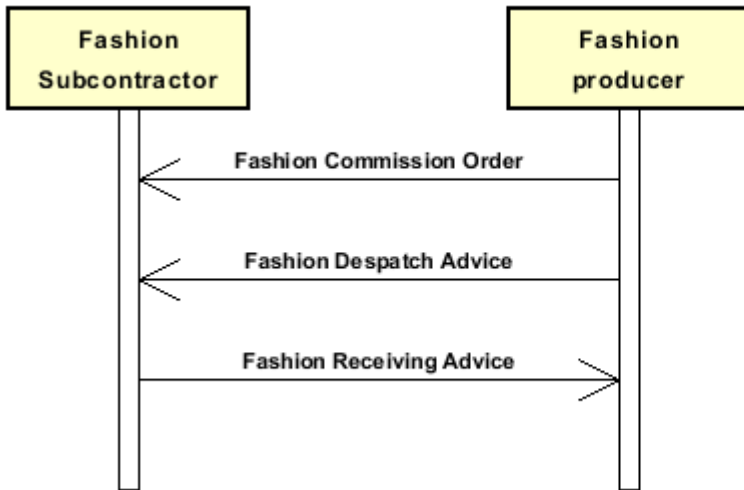 Fashion
Subcontractor
Fashion
producer
Fashion Commission Order
Fashion Despatch Advice
Fashion Receiving Advice